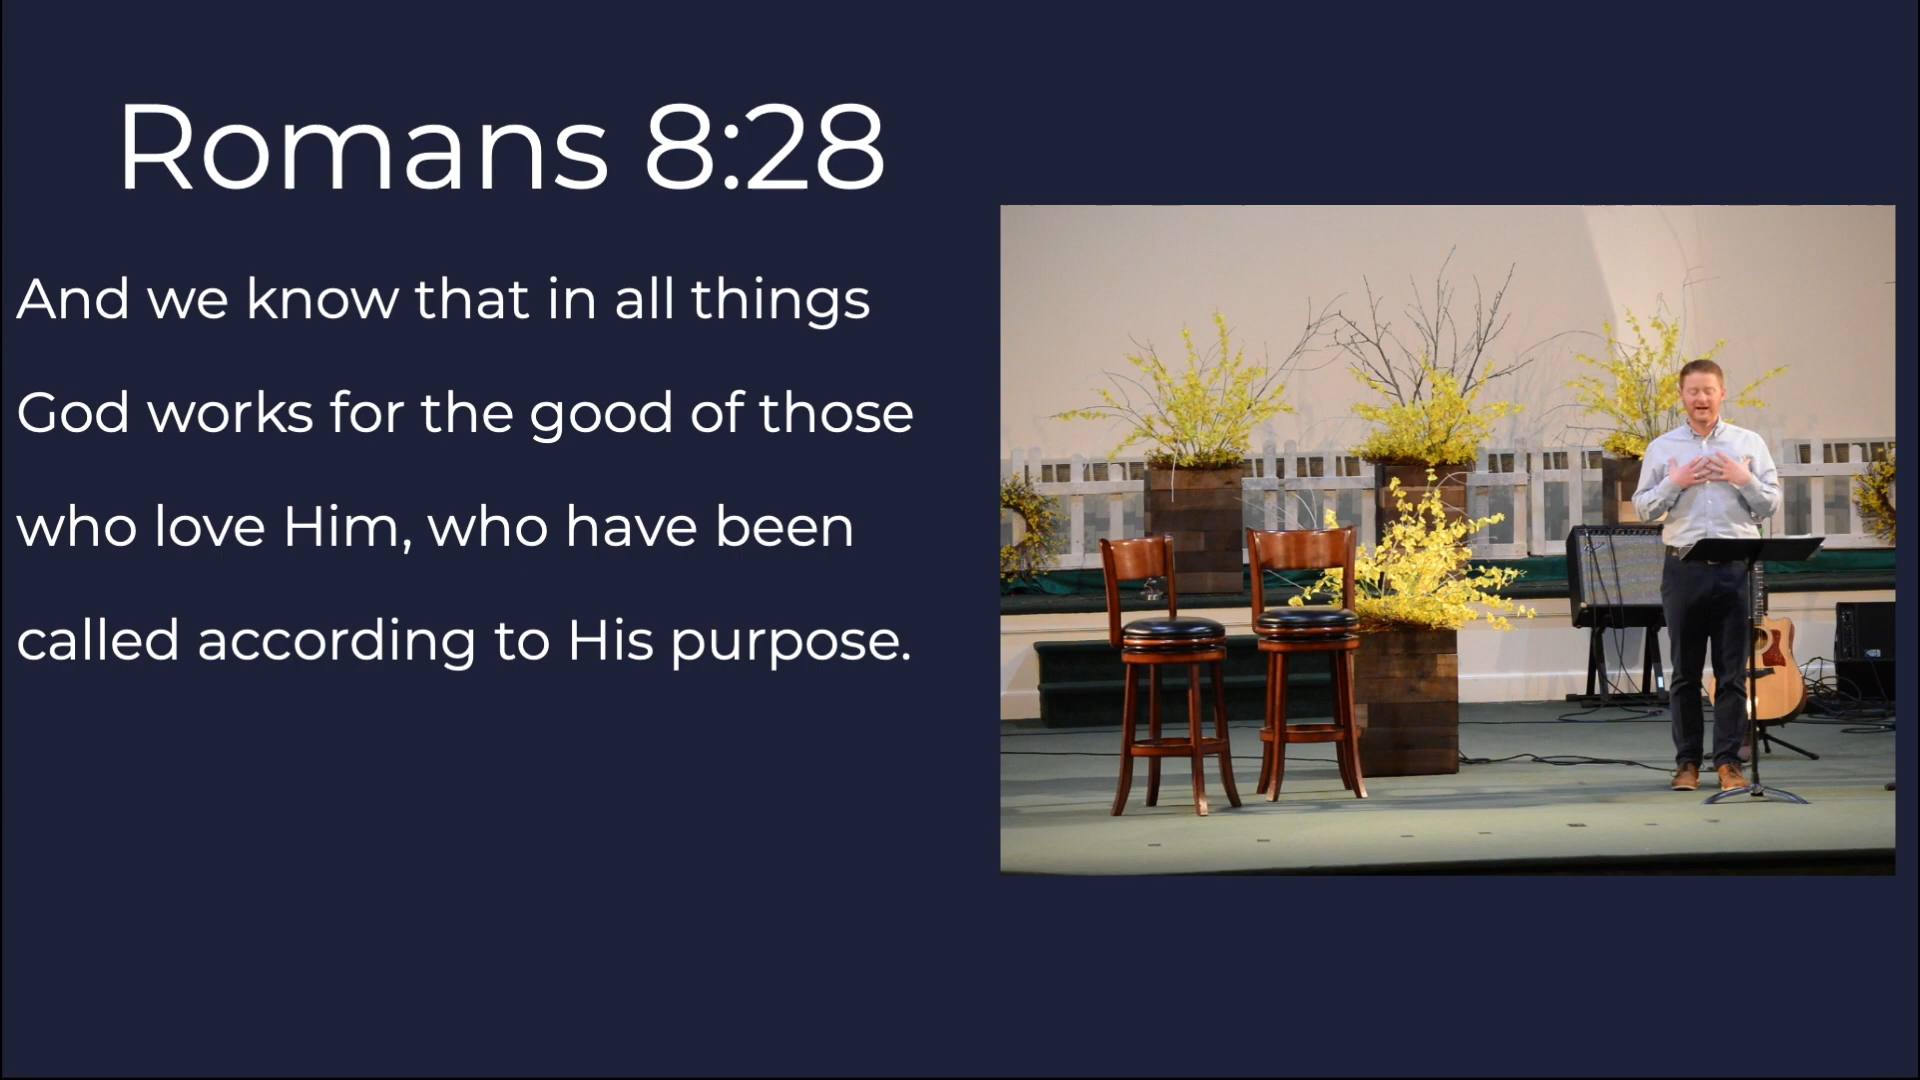 Romans 8:28
And we know that in all things
God works for the good of those
who love Him, who have been
called according to His purpose.